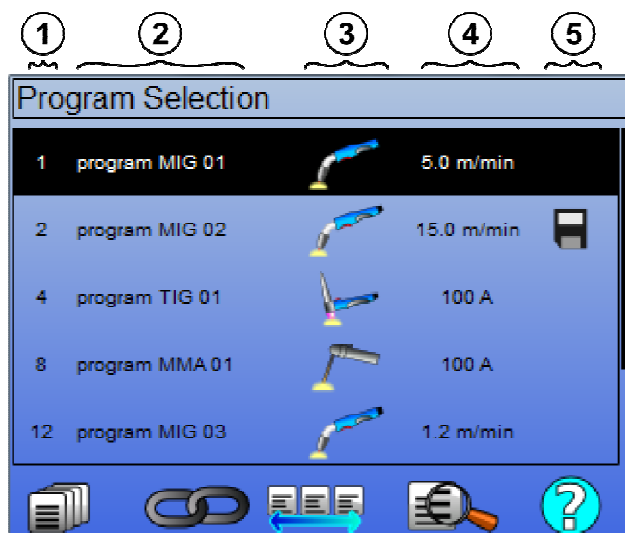 1 2 3 4 5
Program Selection
1 program MIG 01 5.0 m/min
2 program MIG 02 15.0 m/min
4 program TIG 01 100 A
8 program MMA 01 100 A
12 program MIG 03 1.2 m/min
?